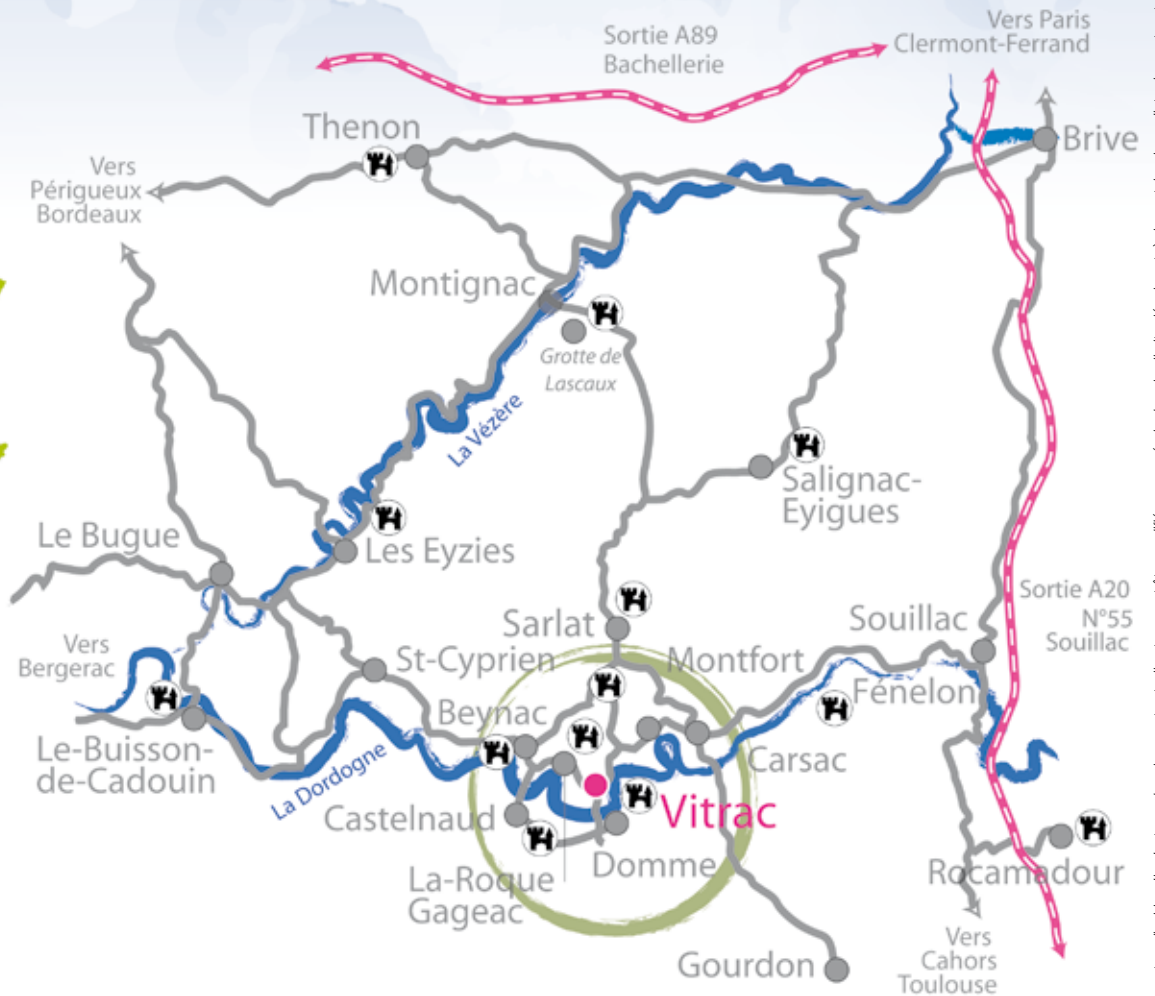 Vers Paris
Clermont-Ferrand
Sortie A89
Bachellerie
Thenon
Brive
Vers
Périgueux
Bordeaux
Montignac
Grotte de
Lascaux
La Vézère
Salignac-
Eyigues
Le Bugue
Les Eyzies
Sortie A20
N°55
Souillac
Sarlat
Souillac
Vers
Bergerac
St-Cyprien
Montfort
Fénelon
Beynac
Le-Buisson-
de-Cadouin
La Dordogne
Carsac
Castelnaud
Vitrac
Domme
La-Roque
Gageac
Rocamadour
Gourdon
Vers
Cahors
Toulouse